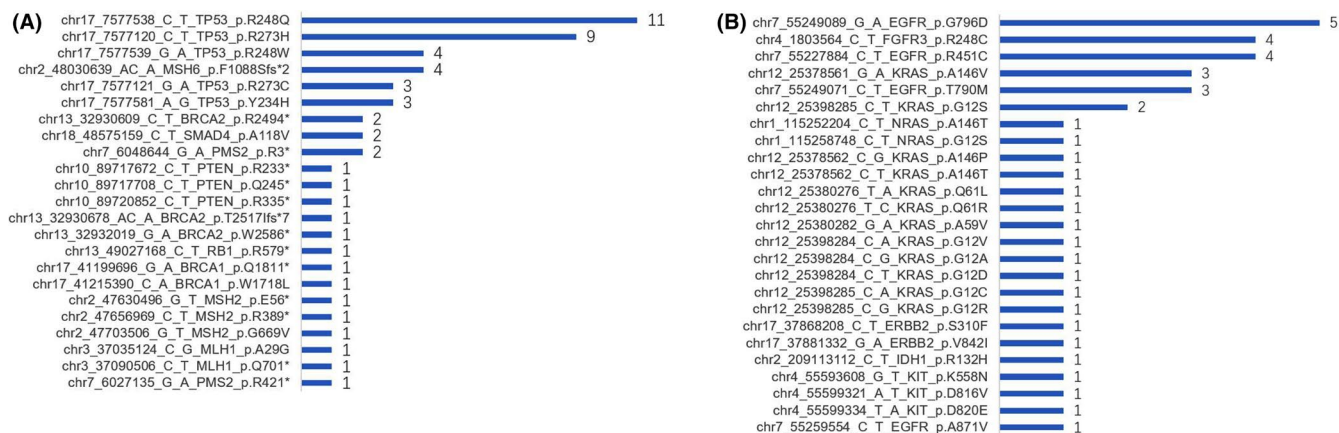 (A)
chr17_7577538_C_T_TP53_p.R248Q 11
chr17_7577120_C_T_TP53_p.R273H 9
chr17_7577539_G_A_TP53_p.R248W 4
chr2_48030639_AC_A_MSH6_p.F1088Sfs*2 4
chr17_7577121_G_A_TP53_p.R273C 3
chr17_7577581_A_G_TP53_p.Y234H 3
chr13_32930609_C_T_BRCA2_p.R2494* 2
chr18_48575159_C_T_SMAD4_p.A118V 2
chr7_6048644_G_A_PMS2_p.R3* 2
chr10_89717672_C_T_PTEN_p.R233* 1
chr10_89717708_C_T_PTEN_p.Q245* 1
chr10_89720852_C_T_PTEN_p.R335* 1
chr13_32930678_AC_A_BRCA2_p.T2517Ifs*7 1
chr13_32932019_G_A_BRCA2_p.W2586* 1
chr13_49027168_C_T_RB1_p.R579* 1
chr17_41199696_G_A_BRCA1_p.Q1811* 1
chr17_41215390_C_A_BRCA1_p.W1718L 1
chr2_47630496_G_T_MSH2_p.E56* 1
chr2_47656969_C_T_MSH2_p.R389* 1
chr2_47703506_G_T_MSH2_p.G669V 1
chr3_37035124_C_G_MLH1_p.A29G 1
chr3_37090506_C_T_MLH1_p.Q701* 1
chr7_6027135_G_A_PMS2_p.R421* 1
(B)
chr7_55249089_G_A_EGFR_p.G796D 5
chr4_1803564_C_T_FGFR3_p.R248C 4
chr7_55227884_C_T_EGFR_p.R451C 4
chr12_25378561_G_A_KRAS_p.A146V 3
chr7_55249071_C_T_EGFR_p.T790M 3
chr12_25398285_C_T_KRAS_p.G12S 2
chr1_115252204_C_T_NRAS_p.A146T 1
chr1_115258748_C_T_NRAS_p.G12S 1
chr12_25378562_C_G_KRAS_p.A146P 1
chr12_25378562_C_T_KRAS_p.A146T 1
chr12_25380276_T_A_KRAS_p.Q61L 1
chr12_25380276_T_C_KRAS_p.Q61R 1
chr12_25380282_G_A_KRAS_p.A59V 1
chr12_25398284_C_A_KRAS_p.G12V 1
chr12_25398284_C_G_KRAS_p.G12A 1
chr12_25398284_C_T_KRAS_p.G12D 1
chr12_25398285_C_A_KRAS_p.G12C 1
chr12_25398285_C_G_KRAS_p.G12R 1
chr17_37868208_C_T_ERBB2_p.S310F 1
chr17_37881332_G_A_ERBB2_p.V842I 1
chr2_209113112_C_T_IDH1_p.R132H 1
chr4_55593608_G_T_KIT_p.K558N 1
chr4_55599321_A_T_KIT_p.D816V 1
chr4_55599334_T_A_KIT_p.D820E 1
chr7_55259554_C_T_EGFR_p.A871V 1